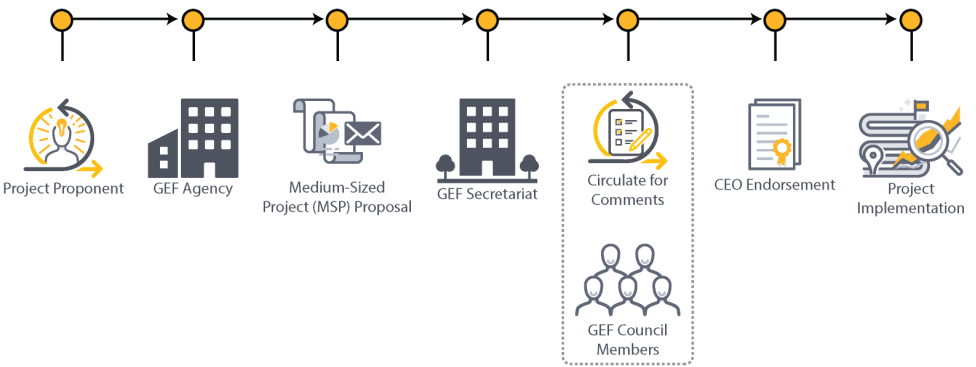 Project Proponent
GEF Agency
Medium-Sized
Project (MSP) Proposal
GEF Secretariat
Circulate for
Comments
GEF Council
Members
CEO Endorsement
Project
Implementation